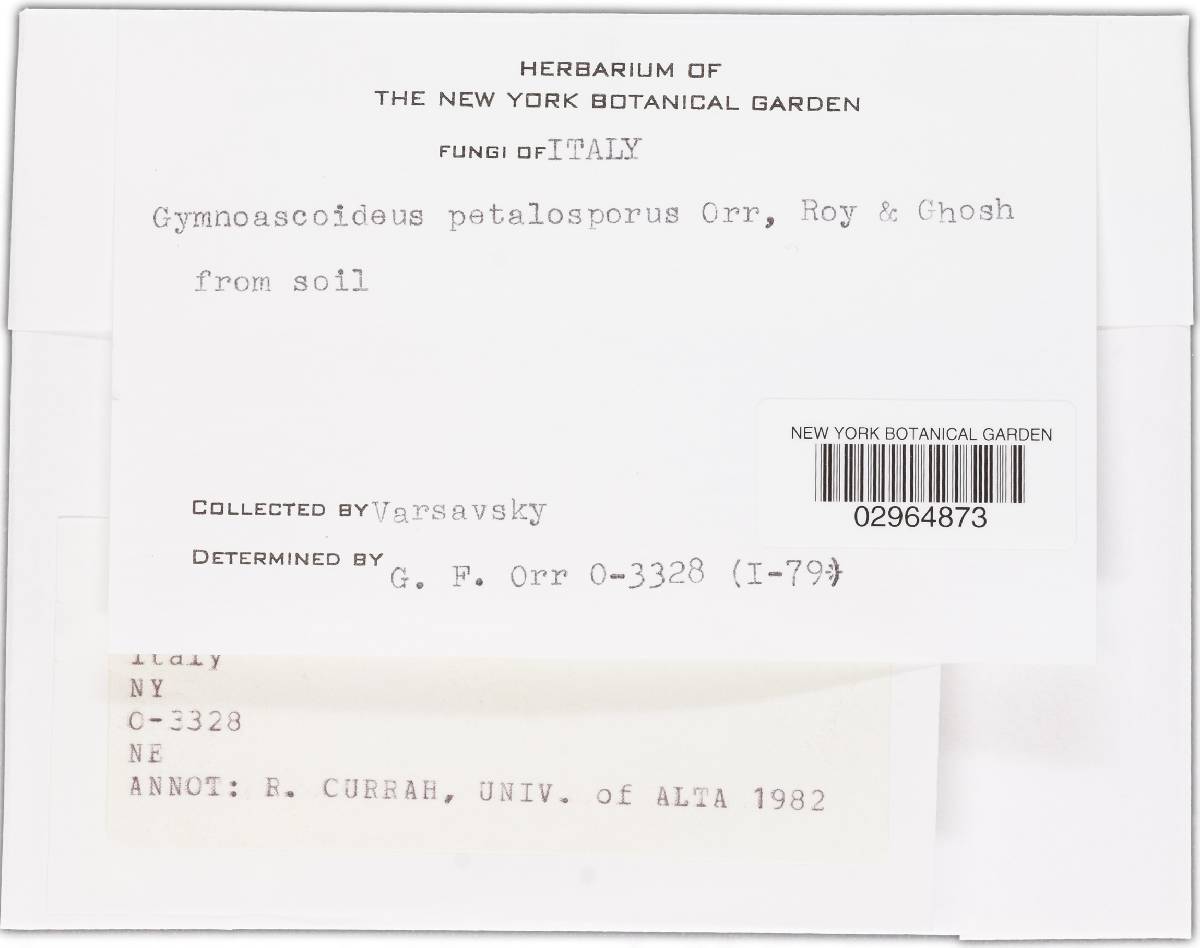 HERBARIUM OF
THE NEW YORK BOTANICAL GARDEN
FUNGI OF ITALY
Gymnoascoideus petalosporus Orr, Roy & Ghosh
from soil
NEW YORK BOTANICAL GARDEN
02964873
COLLECTED BY Varsavsky
DETERMINED BY G. F. Orr O-3328 (I-79)
Italy
NY
O-3328
NE
ANNOT: R. CURRAH, UNIV. of ALTA 1982